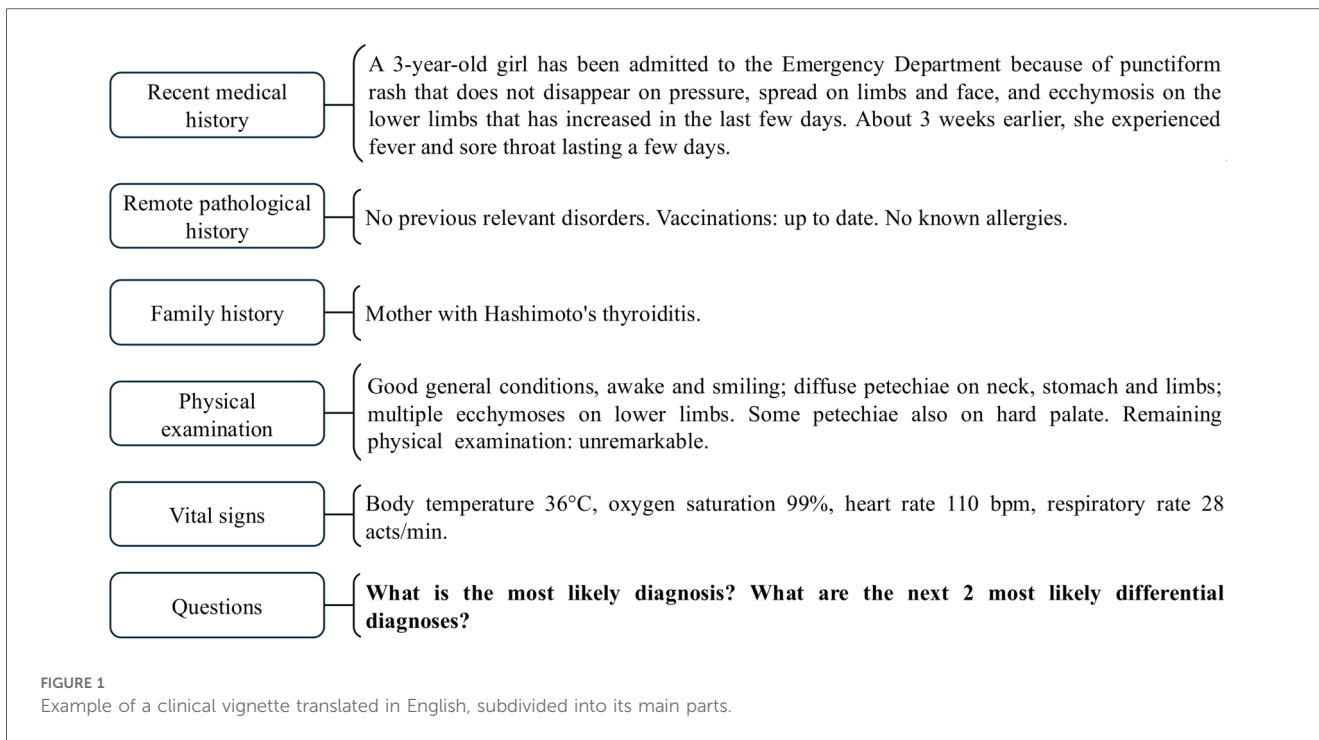 Recent medical
history
A 3-year-old girl has been admitted to the Emergency Department because of punctiform
rash that does not disappear on pressure, spread on limbs and face, and ecchymosis on the
lower limbs that has increased in the last few days. About 3 weeks earlier, she experienced
fever and sore throat lasting a few days.
Remote pathological
history
No previous relevant disorders. Vaccinations: up to date. No known allergies.
Family history
Mother with Hashimoto's thyroiditis.
Physical
examination
Good general conditions, awake and smiling; diffuse petechiae on neck, stomach and limbs;
multiple ecchymoses on lower limbs. Some petechiae also on hard palate. Remaining
physical examination: unremarkable.
Vital signs
Body temperature 36°C, oxygen saturation 99%, heart rate 110 bpm, respiratory rate 28
acts/min.
Questions
What is the most likely diagnosis? What are the next 2 most likely differential
diagnoses?
FIGURE 1
Example of a clinical vignette translated in English, subdivided into its main parts.